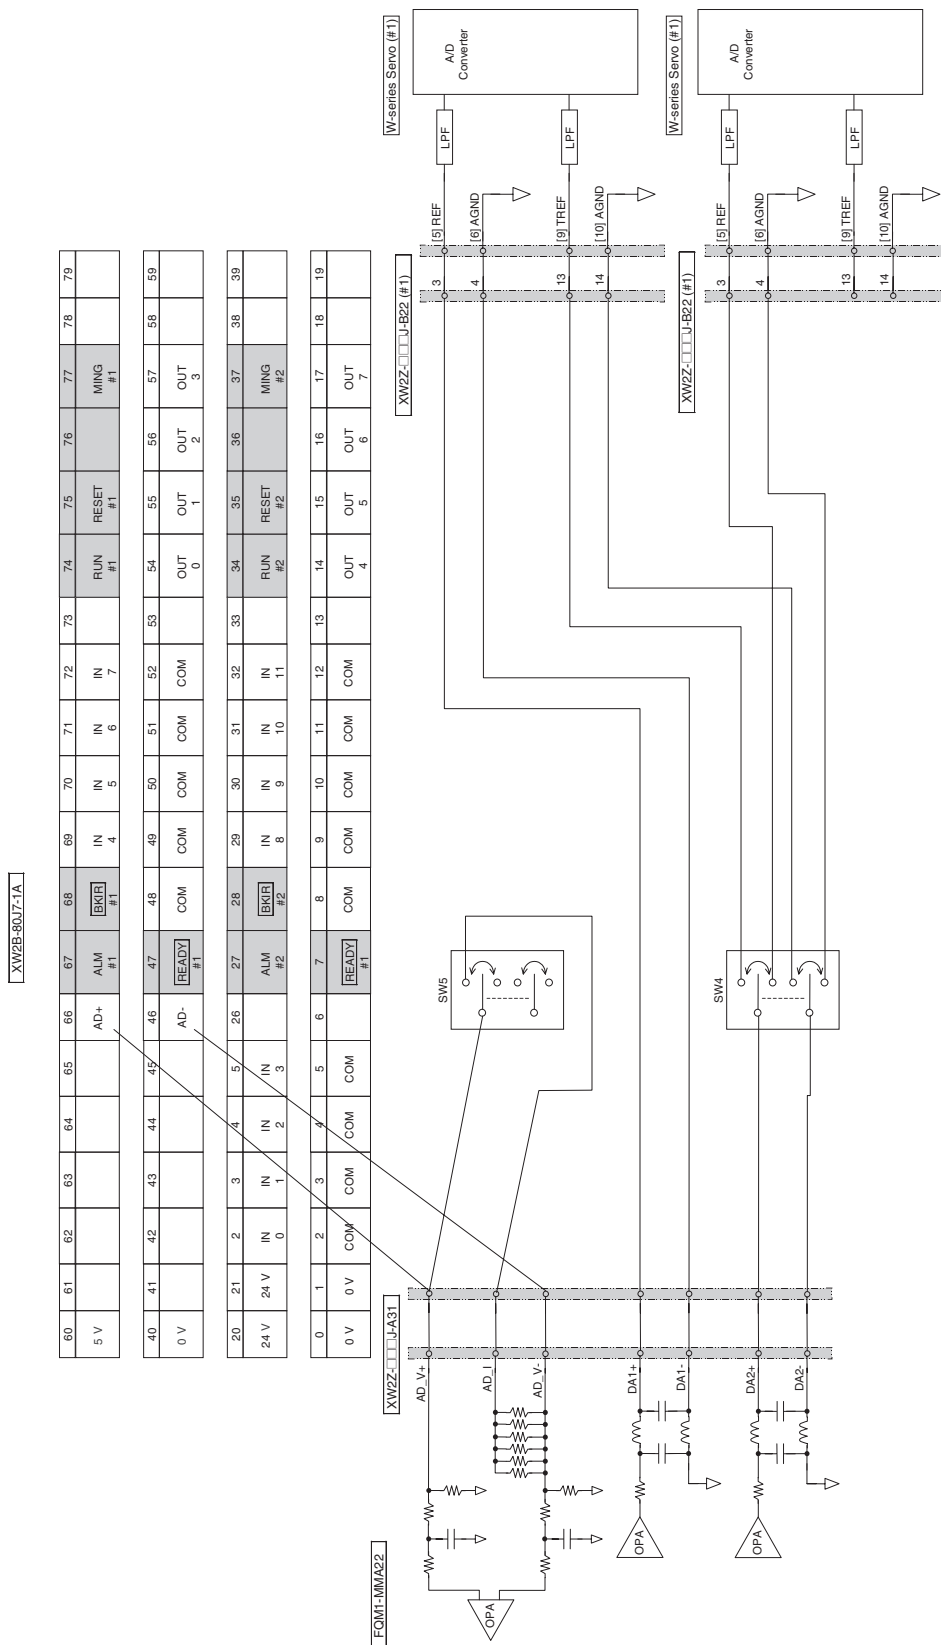 XW2B-80J7-1A
60 61 62 63 64 65 66 67 68 69 70 71 72 73 74 75 76 77 78 79
5 V AD+ ALM #1 BKIR #1 IN 4 IN 5 IN 6 IN 7 RUN #1 RESET #1 MING #1
40 41 42 43 44 45 46 47 48 49 50 51 52 53 54 55 56 57 58 59
0 V AD- READY #1 COM COM COM COM COM OUT 0 OUT 1 OUT 2 OUT 3
20 21 2 3 4 5 26 27 28 29 30 31 32 33 34 35 36 37 38 39
24 V 24 V IN 0 IN 1 IN 2 IN 3 ALM #2 BKIR #2 IN 8 IN 9 IN 10 IN 11 RUN #2 RESET #2 MING #2
0 1 2 3 4 5 6 7 8 9 10 11 12 13 14 15 16 17 18 19
0 V 0 V COM COM COM COM READY #1 COM COM COM COM COM OUT 4 OUT 5 OUT 6 OUT 7
FQM1-MMA22
XW2Z-□□□J-A31
XW2Z-□□□J-B22 (#1)
W-series Servo (#1)
AD_V+
AD_I
AD_V-
OPA
SW5
3 [5] REF LPF
4 [6] AGND
A/D
Converter
13 [9] TREF LPF
14 [10] AGND
DA1+
OPA
DA1-
XW2Z-□□□J-B22 (#1)
W-series Servo (#1)
DA2+
OPA
DA2-
SW4
3 [5] REF LPF
4 [6] AGND
A/D
Converter
13 [9] TREF LPF
14 [10] AGND